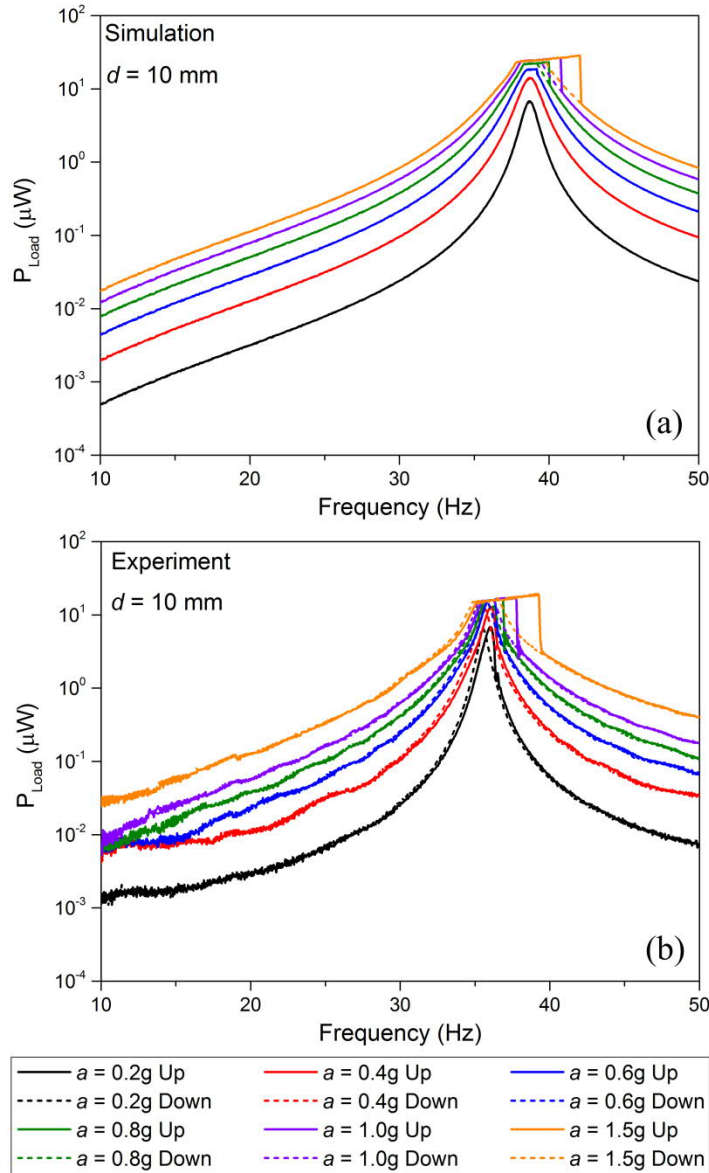 Simulation
d = 10 mm
10²
10¹
10⁰
10⁻¹
10⁻²
10⁻³
10⁻⁴
P_Load (μW)
(a)
10 20 30 40 50
Frequency (Hz)
Experiment
d = 10 mm
10²
10¹
10⁰
10⁻¹
10⁻²
10⁻³
10⁻⁴
P_Load (μW)
(b)
10 20 30 40 50
Frequency (Hz)
a = 0.2g Up a = 0.4g Up a = 0.6g Up
a = 0.2g Down a = 0.4g Down a = 0.6g Down
a = 0.8g Up a = 1.0g Up a = 1.5g Up
a = 0.8g Down a = 1.0g Down a = 1.5g Down